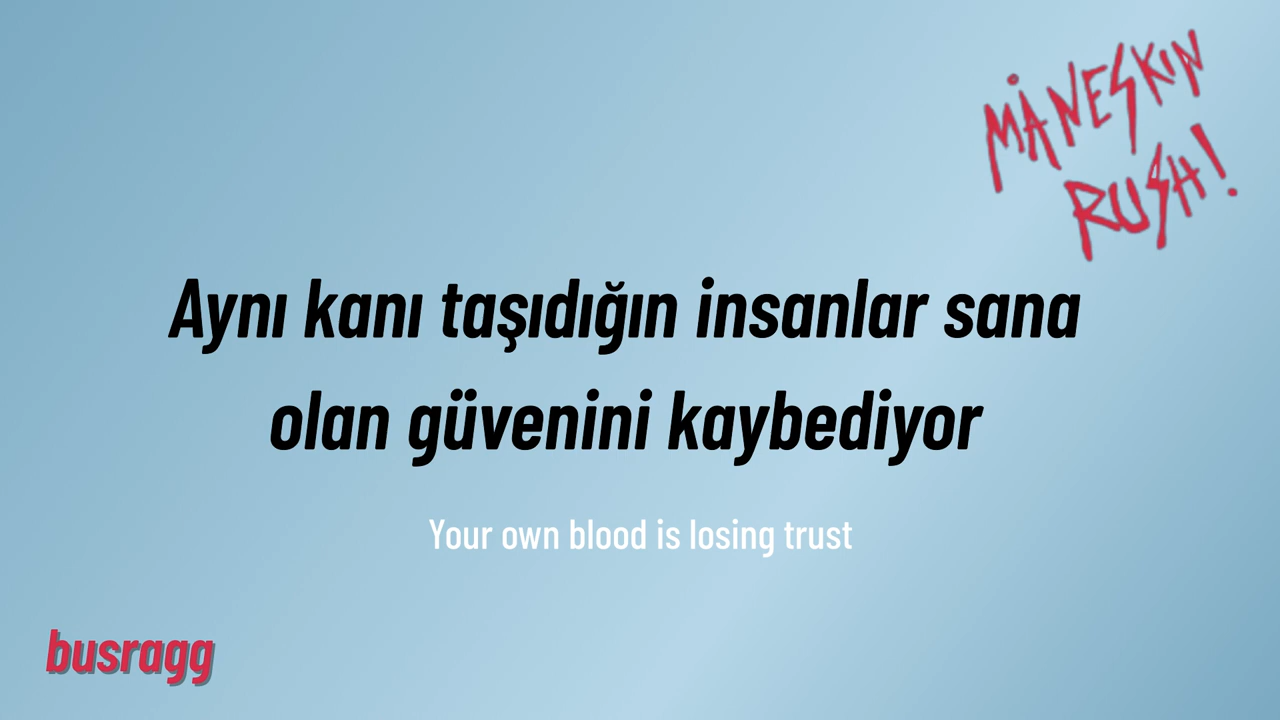 MÅNESKIN
RUSH!
Aynı kanı taşıdığın insanlar sana
olan güvenini kaybediyor
Your own blood is losing trust
busragg